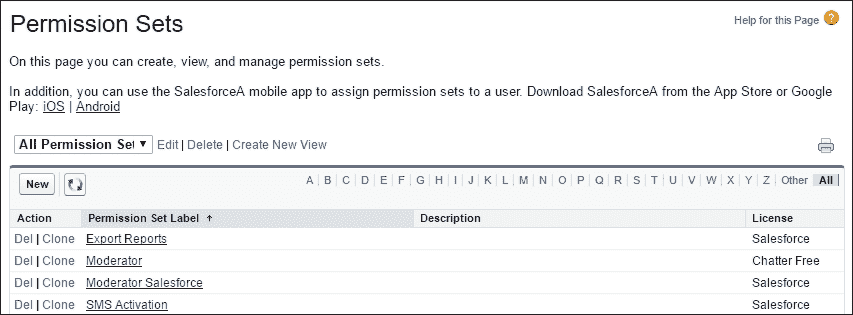 Permission Sets
Help for this Page ?
On this page you can create, view, and manage permission sets.
In addition, you can use the SalesforceA mobile app to assign permission sets to a user. Download SalesforceA from the App Store or Google
Play: iOS | Android
All Permission Set Edit | Delete | Create New View
New A | B | C | D | E | F | G | H | I | J | K | L | M | N | O | P | Q | R | S | T | U | V | W | X | Y | Z | Other All
Action Permission Set Label ↑ Description License
Del | Clone Export Reports Salesforce
Del | Clone Moderator Chatter Free
Del | Clone Moderator Salesforce Salesforce
Del | Clone SMS Activation Salesforce